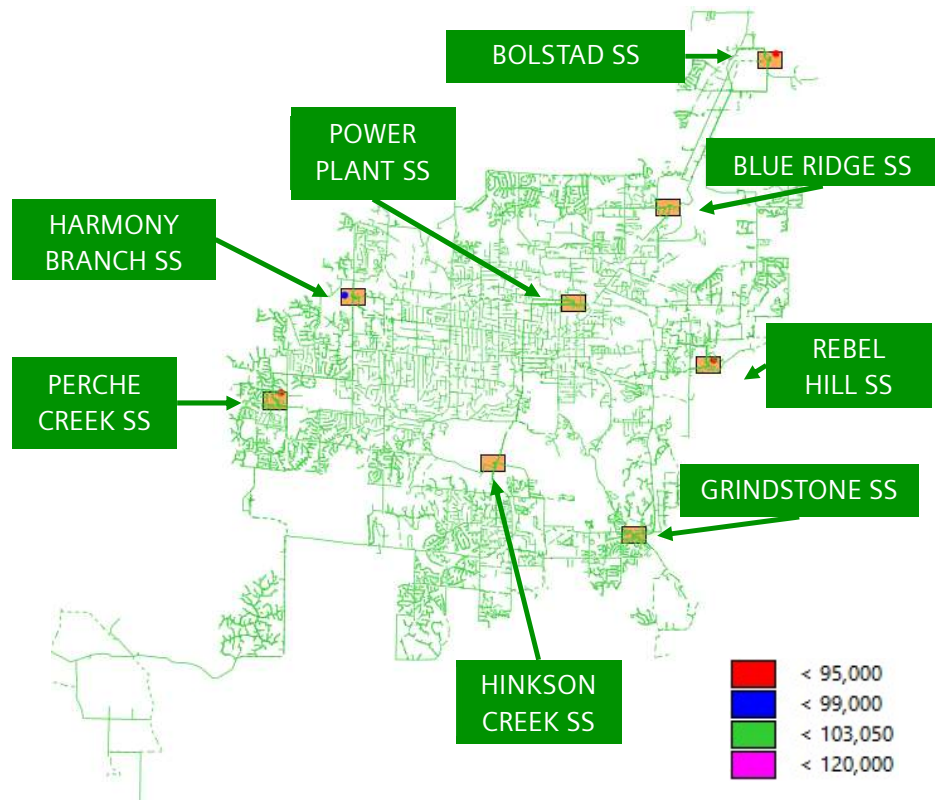 BOLSTAD SS
POWER
PLANT SS
BLUE RIDGE SS
HARMONY
BRANCH SS
REBEL
HILL SS
PERCHE
CREEK SS
GRINDSTONE SS
HINKSON
CREEK SS
< 95,000
< 99,000
< 103,050
< 120,000